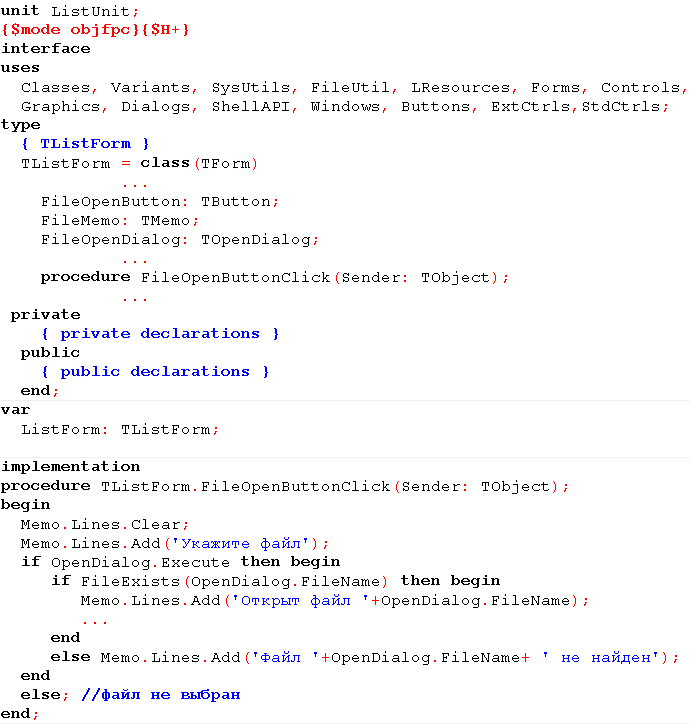 unit ListUnit;
{$mode objfpc}{$H+}
interface
uses
  Classes, Variants, SysUtils, FileUtil, LResources, Forms, Controls,
  Graphics, Dialogs, ShellAPI, Windows, Buttons, ExtCtrls,StdCtrls;
type
  { TListForm }
  TListForm = class(TForm)
            ...
    FileOpenButton: TButton;
    FileMemo: TMemo;
    FileOpenDialog: TOpenDialog;
            ...
    procedure FileOpenButtonClick(Sender: TObject);
            ...
 private
    { private declarations }
  public
    { public declarations }
  end;
var
  ListForm: TListForm;
implementation
procedure TListForm.FileOpenButtonClick(Sender: TObject);
begin
  Memo.Lines.Clear;
  Memo.Lines.Add('Укажите файл');
  if OpenDialog.Execute then begin
     if FileExists(OpenDialog.FileName) then begin
        Memo.Lines.Add('Открыт файл '+OpenDialog.FileName);
        ...
     end
     else Memo.Lines.Add('Файл '+OpenDialog.FileName+ ' не найден');
  end
  else; //файл не выбран
end;